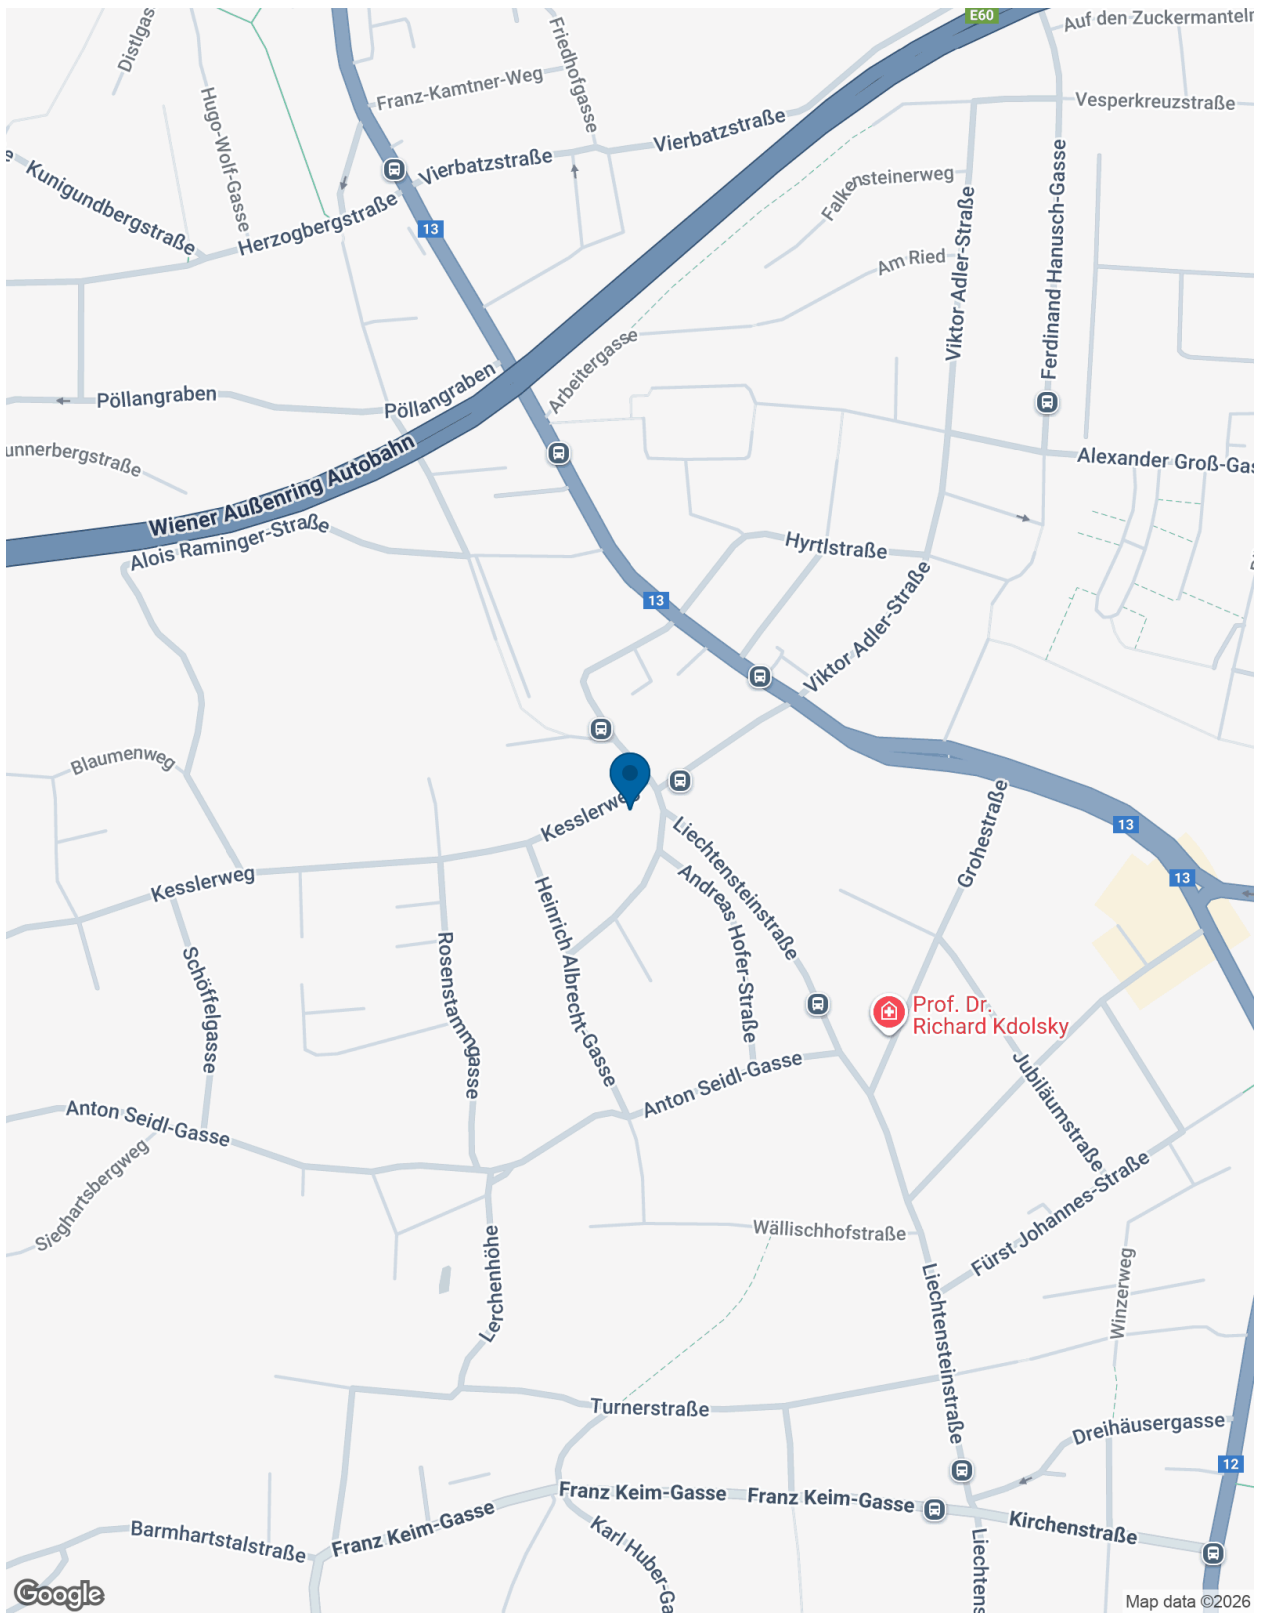 E60
Auf den Zuckermanteln
Distlgas
Friedhofgasse
Franz-Kamtner-Weg
Hugo-Wolf-Gasse
Vesperkreuzstraße
Vierbatzstraße
Vierbatzstraße
Kunigundbergstraße
Falkensteinerweg
Herzogbergstraße
13
Viktor Adler-Straße
Ferdinand Hanusch-Gasse
Am Ried
Arbeitergasse
Pöllangraben
Pöllangraben
unnerbergstraße
Alexander Groß-Gas
Wiener Außenring Autobahn
Alois Raminger-Straße
Hyrtlstraße
13
Viktor Adler-Straße
Blaumenweg
Kesslerweg
Liechtensteinstraße
Grohestraße
13
13
Kesslerweg
Andreas Hofer-Straße
Heinrich Albrecht-Gasse
Rosenstammgasse
Schöffelgasse
Prof. Dr.
Richard Kdolsky
Jubiläumstraße
Anton Seidl-Gasse
Anton Seidl-Gasse
Sieghartsbergweg
Fürst Johannes-Straße
Wällischhofstraße
Lerchenhöhe
Liechtensteinstraße
Winzerweg
Turnerstraße
Dreihäusergasse
12
Franz Keim-Gasse
Franz Keim-Gasse
Kirchenstraße
Franz Keim-Gasse
Barmhartstalstraße
Karl Huber-Ga
Liechtens
Google
Map data ©2026